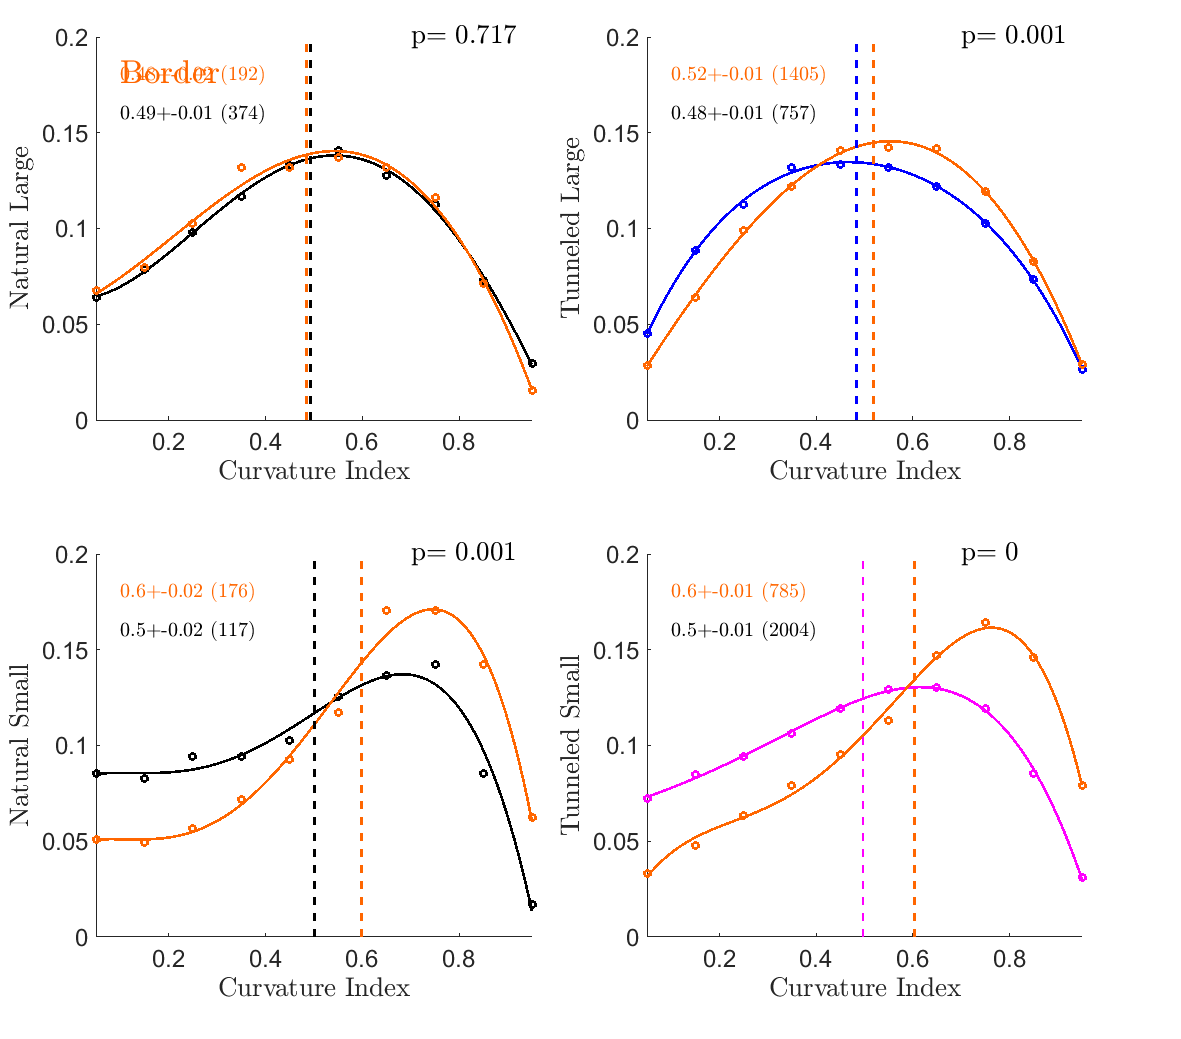 p= 0.717
0.2
Border
0.48+-0.02 (192)
0.49+-0.01 (374)
0.15
0.1
0.05
0
Natural Large
0.2 0.4 0.6 0.8
Curvature Index
p= 0.001
0.2
0.52+-0.01 (1405)
0.48+-0.01 (757)
0.15
0.1
0.05
0
Tunneled Large
0.2 0.4 0.6 0.8
Curvature Index
p= 0.001
0.2
0.6+-0.02 (176)
0.5+-0.02 (117)
0.15
0.1
0.05
0
Natural Small
0.2 0.4 0.6 0.8
Curvature Index
p= 0
0.2
0.6+-0.01 (785)
0.5+-0.01 (2004)
0.15
0.1
0.05
0
Tunneled Small
0.2 0.4 0.6 0.8
Curvature Index